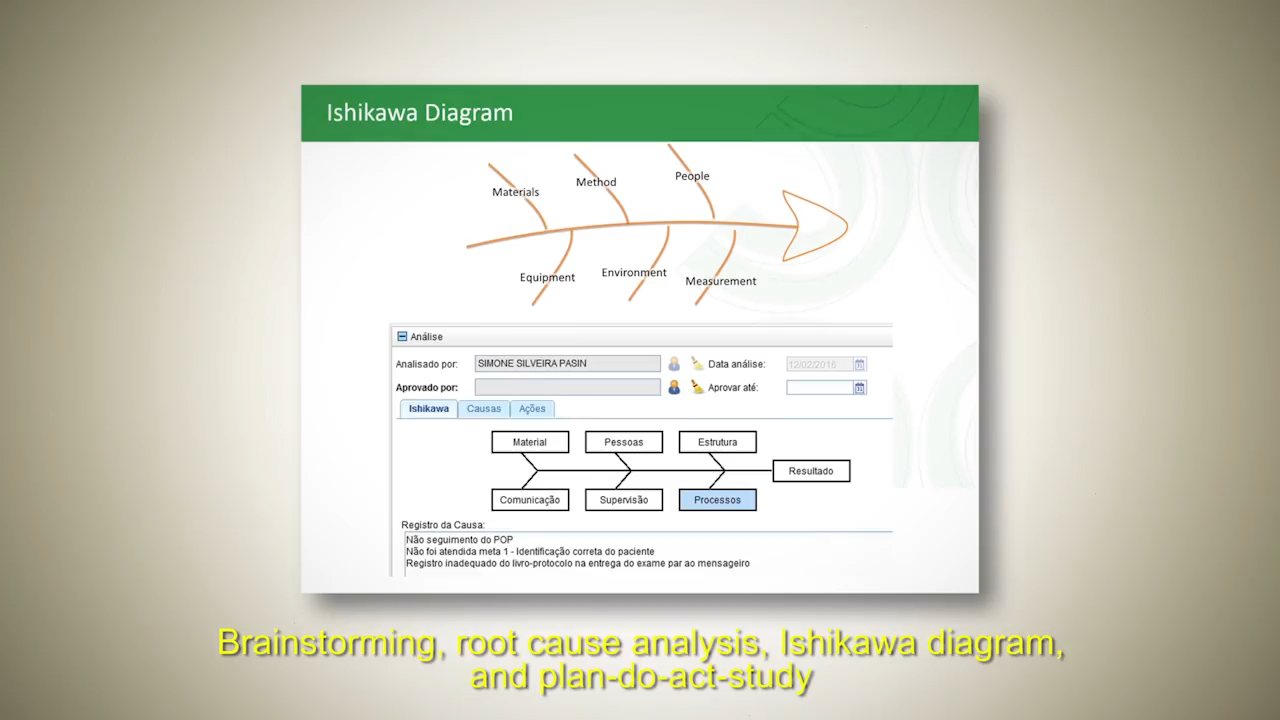 Ishikawa Diagram
Materials
Method
People
Equipment
Environment
Measurement
Análise
Analisado por: SIMONE SILVEIRA PASIN Data análise: 12/02/2016
Aprovado por: Aprovar até:
Ishikawa Causas Ações
Material Pessoas Estrutura
Resultado
Comunicação Supervisão Processos
Registro da Causa:
Não seguimento do POP
Não foi atendida meta 1 - Identificação correta do paciente
Registro inadequado do livro-protocolo na entrega do exame par ao mensageiro
Brainstorming, root cause analysis, Ishikawa diagram,
and plan-do-act-study